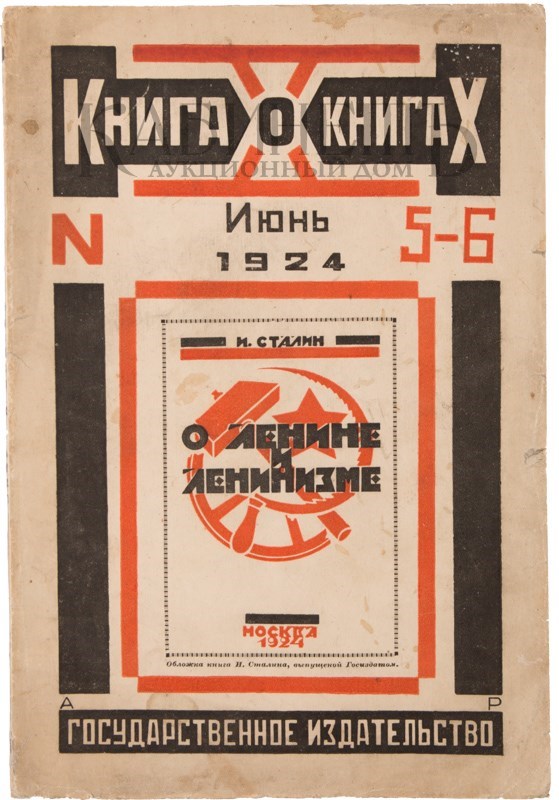 Книга о книгах
КАБИНЕТЪ
АУКЦИОННЫЙ ДОМ
N Июнь 5-6
1924
И. СТАЛИН
О ЛЕНИНЕ
И
ЛЕНИНИЗМЕ
МОСКВА
1924
Обложка книги И. Сталина, выпущенной Госиздатом.
А Р
ГОСУДАРСТВЕННОЕ ИЗДАТЕЛЬСТВО